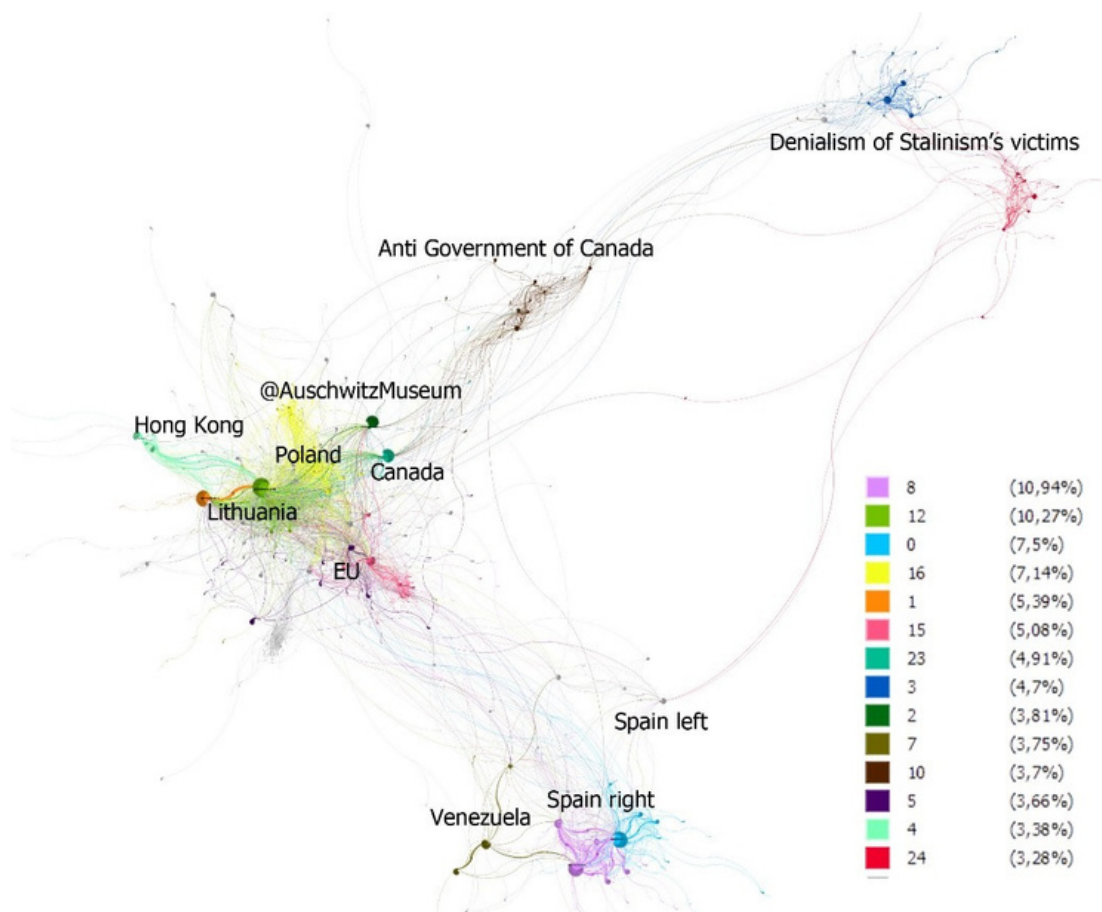 Denialism of Stalinism's victims
Anti Government of Canada
@AuschwitzMuseum
Hong Kong
Poland
Canada
Lithuania
EU
Spain left
Spain right
Venezuela
8 (10,94%)
12 (10,27%)
0 (7,5%)
16 (7,14%)
1 (5,39%)
15 (5,08%)
23 (4,91%)
3 (4,7%)
2 (3,81%)
7 (3,75%)
10 (3,7%)
5 (3,66%)
4 (3,38%)
24 (3,28%)